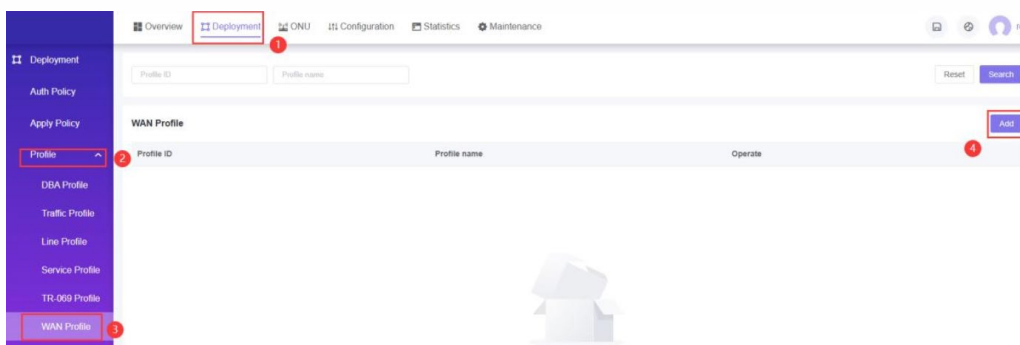 Overview Deployment ONU Configuration Statistics Maintenance
1
Deployment
Profile ID Profile name Reset Search
Auth Policy
Apply Policy
WAN Profile Add
Profile 2
4
Profile ID Profile name Operate
DBA Profile
Traffic Profile
Line Profile
Service Profile
TR-069 Profile
WAN Profile 3